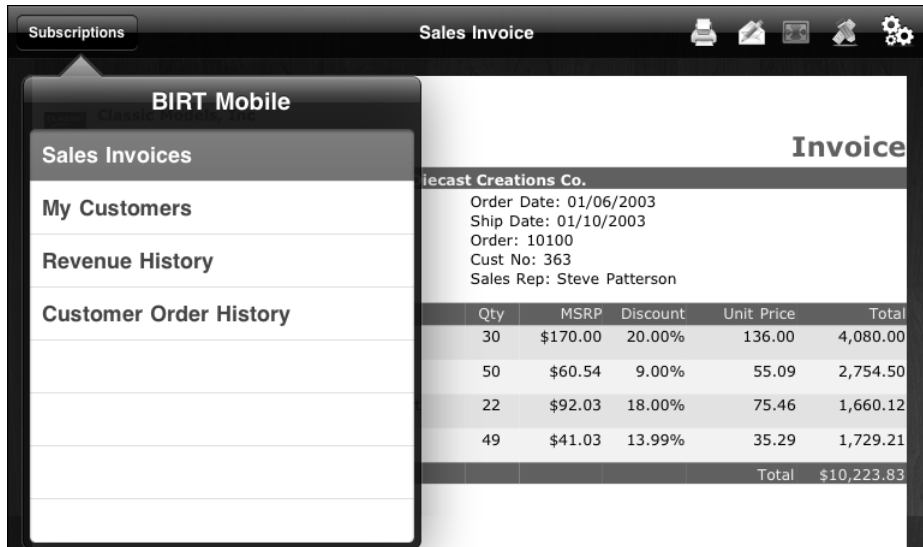 Subscriptions Sales Invoice
BIRT Mobile
Classic Models, Inc
Sales Invoices
My Customers
Revenue History
Customer Order History
Invoice
iecast Creations Co.
Order Date: 01/06/2003
Ship Date: 01/10/2003
Order: 10100
Cust No: 363
Sales Rep: Steve Patterson
Qty MSRP Discount Unit Price Total
30 $170.00 20.00% 136.00 4,080.00
50 $60.54 9.00% 55.09 2,754.50
22 $92.03 18.00% 75.46 1,660.12
49 $41.03 13.99% 35.29 1,729.21
Total $10,223.83